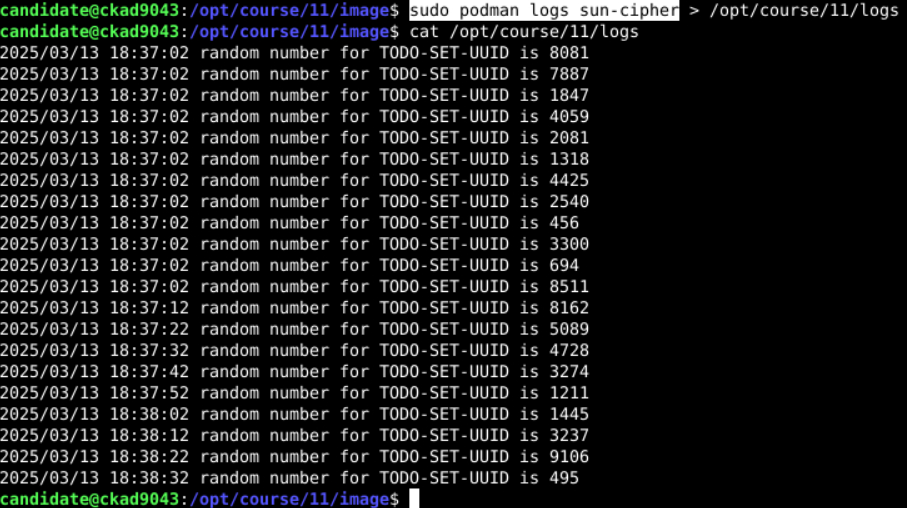 candidate@ckad9043:/opt/course/11/image$ sudo podman logs sun-cipher > /opt/course/11/logs
candidate@ckad9043:/opt/course/11/image$ cat /opt/course/11/logs
2025/03/13 18:37:02 random number for TODO-SET-UUID is 8081
2025/03/13 18:37:02 random number for TODO-SET-UUID is 7887
2025/03/13 18:37:02 random number for TODO-SET-UUID is 1847
2025/03/13 18:37:02 random number for TODO-SET-UUID is 4059
2025/03/13 18:37:02 random number for TODO-SET-UUID is 2081
2025/03/13 18:37:02 random number for TODO-SET-UUID is 1318
2025/03/13 18:37:02 random number for TODO-SET-UUID is 4425
2025/03/13 18:37:02 random number for TODO-SET-UUID is 2540
2025/03/13 18:37:02 random number for TODO-SET-UUID is 456
2025/03/13 18:37:02 random number for TODO-SET-UUID is 3300
2025/03/13 18:37:02 random number for TODO-SET-UUID is 694
2025/03/13 18:37:02 random number for TODO-SET-UUID is 8511
2025/03/13 18:37:12 random number for TODO-SET-UUID is 8162
2025/03/13 18:37:22 random number for TODO-SET-UUID is 5089
2025/03/13 18:37:32 random number for TODO-SET-UUID is 4728
2025/03/13 18:37:42 random number for TODO-SET-UUID is 3274
2025/03/13 18:37:52 random number for TODO-SET-UUID is 1211
2025/03/13 18:38:02 random number for TODO-SET-UUID is 1445
2025/03/13 18:38:12 random number for TODO-SET-UUID is 3237
2025/03/13 18:38:22 random number for TODO-SET-UUID is 9106
2025/03/13 18:38:32 random number for TODO-SET-UUID is 495
candidate@ckad9043:/opt/course/11/image$